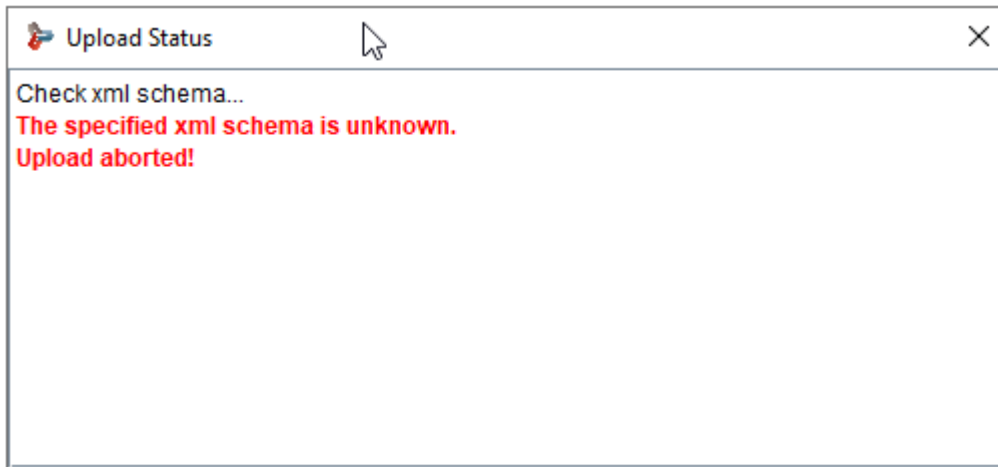 Upload Status
Check xml schema...
The specified xml schema is unknown.
Upload aborted!